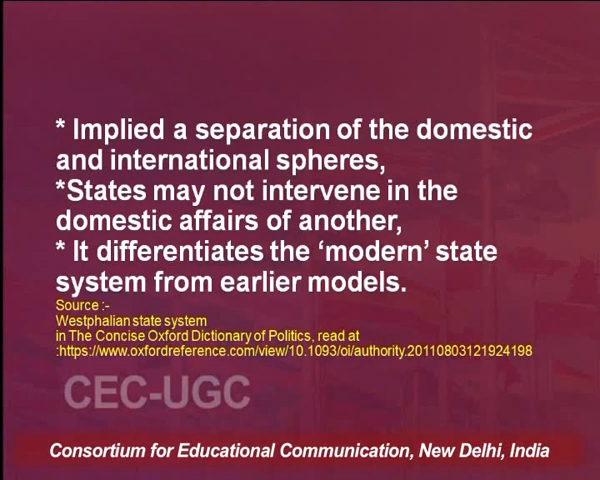 * Implied a separation of the domestic
and international spheres,
*States may not intervene in the
domestic affairs of another,
* It differentiates the ‘modern’ state
system from earlier models.
Source :-
Westphalian state system
in The Concise Oxford Dictionary of Politics, read at
:https://www.oxfordreference.com/view/10.1093/oi/authority.20110803121924198
CEC-UGC
Consortium for Educational Communication, New Delhi, India